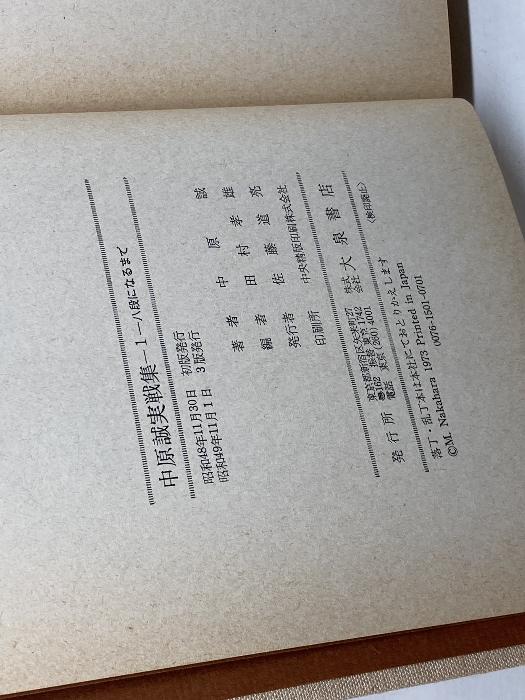 中原誠実戦集―1―八段になるまで
昭和48年11月30日 初版発行
昭和49年11月1日 3版発行
著者 中原誠
編者 田村孝雄
発行者 佐藤道亮
印刷所 中央精版印刷株式会社
発行所 株式会社 大泉書店
東京都新宿区矢来町27
振替 東京 1742
電話 東京(260)4001
〒162
〈検印廃止〉
落丁・乱丁本は本社にておとりかえします
©M. Nakahara 1973 Printed in Japan
0076-1501-0701